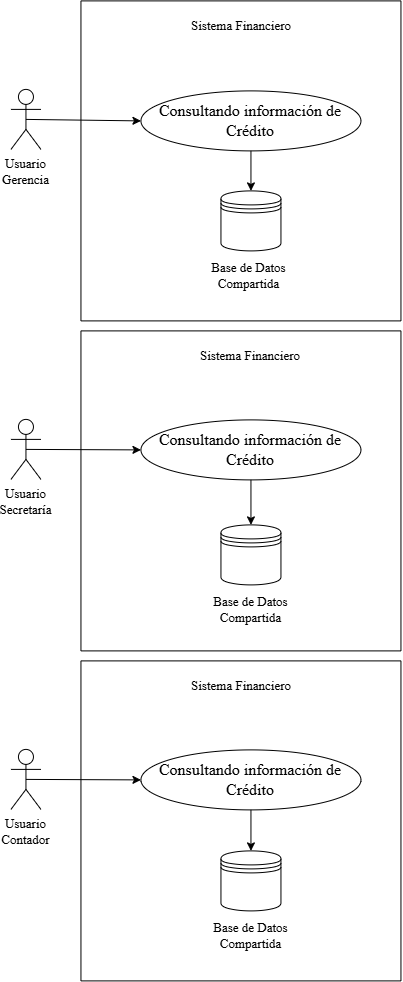 Sistema Financiero
Consultando información de
Crédito
Usuario
Gerencia
Base de Datos
Compartida
Sistema Financiero
Consultando información de
Crédito
Usuario
Secretaría
Base de Datos
Compartida
Sistema Financiero
Consultando información de
Crédito
Usuario
Contador
Base de Datos
Compartida